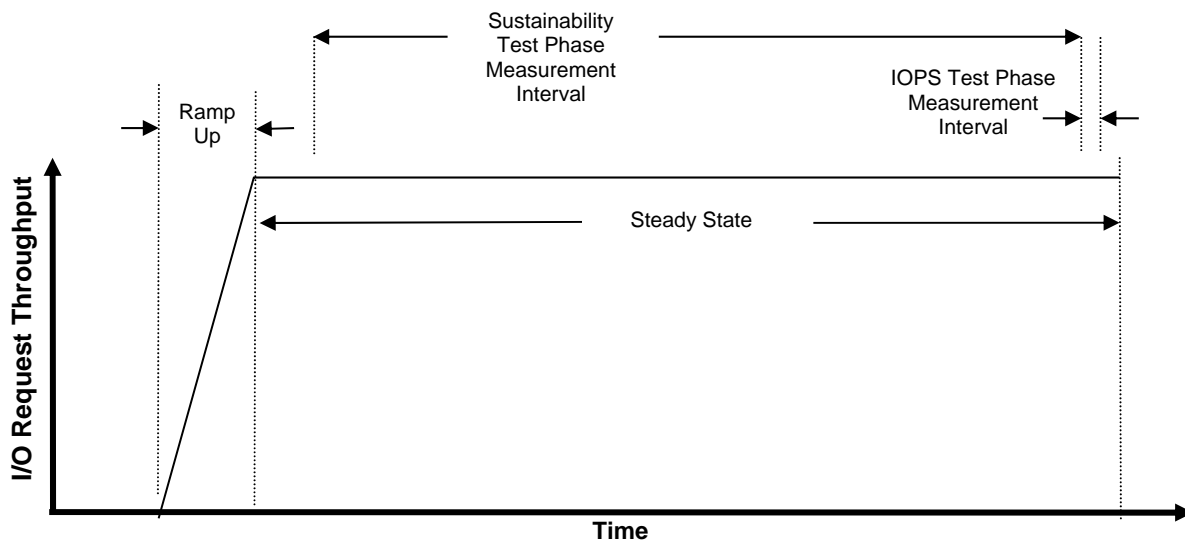 Sustainability
Test Phase
Measurement
Interval
IOPS Test Phase
Measurement
Interval
Ramp
Up
Steady State
I/O Request Throughput
Time